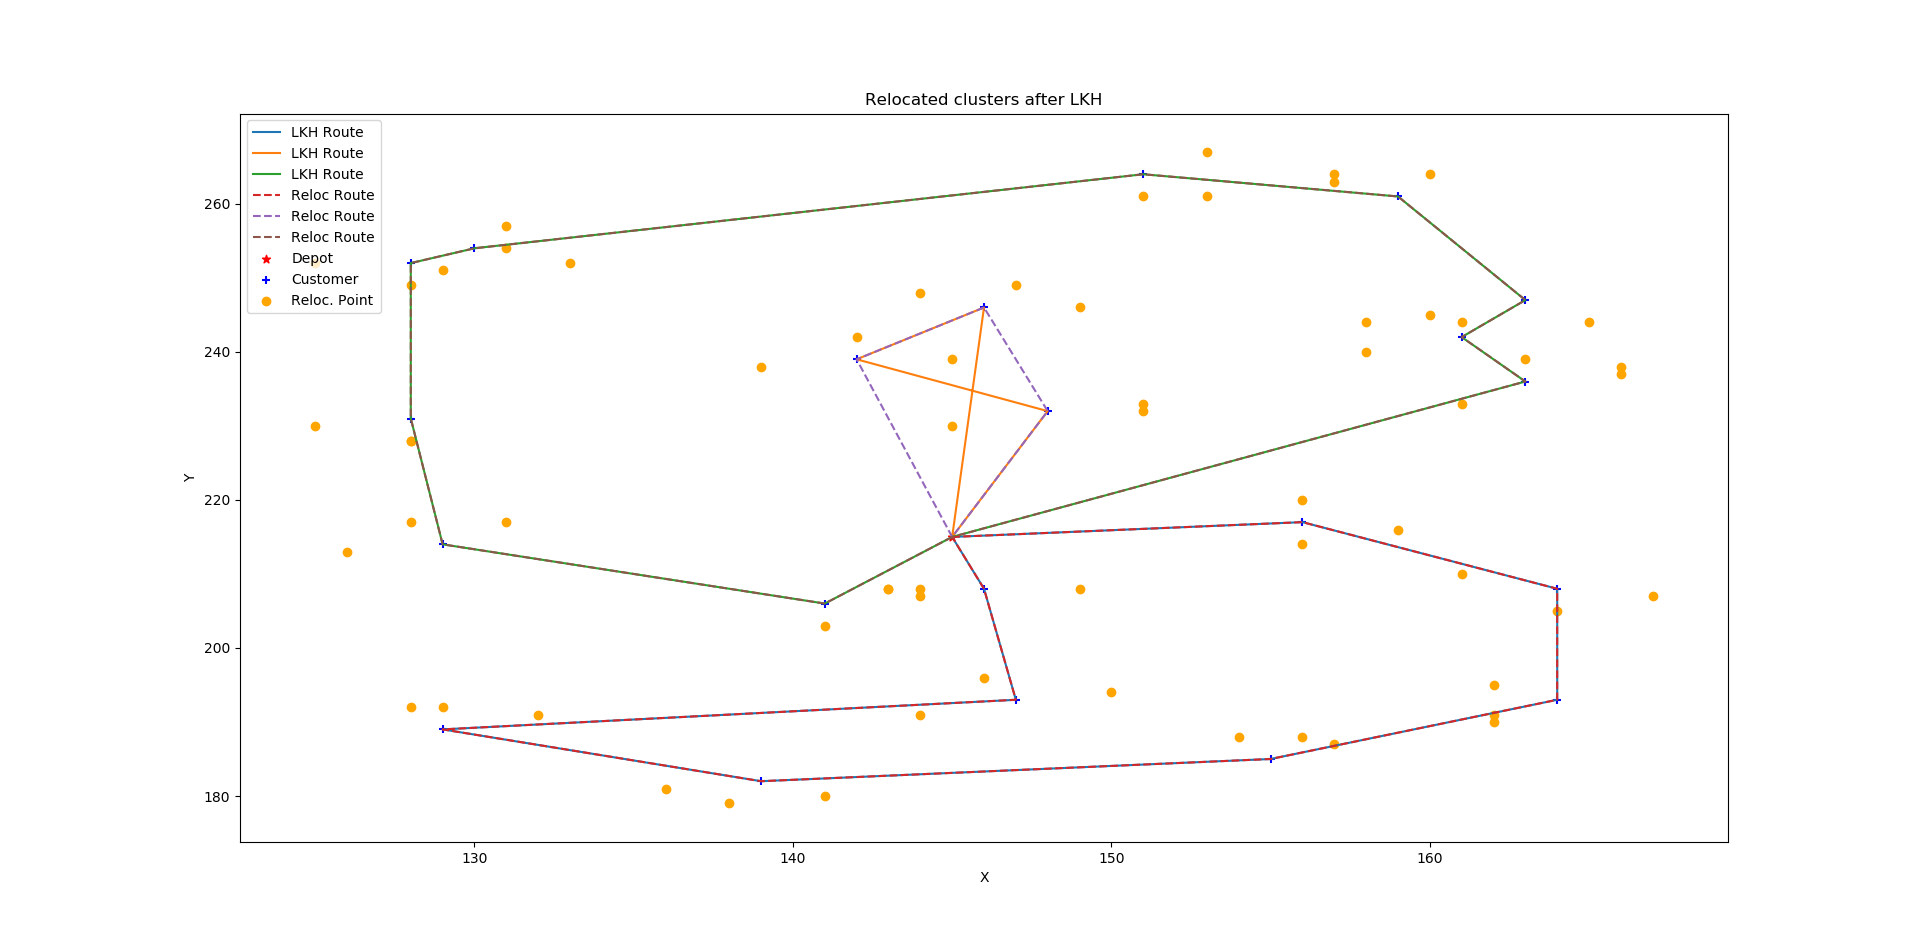 Relocated clusters after LKH
LKH Route
LKH Route
LKH Route
Reloc Route
Reloc Route
Reloc Route
Depot
Customer
Reloc. Point
260
240
220
200
180
Y
130 140 150 160
X